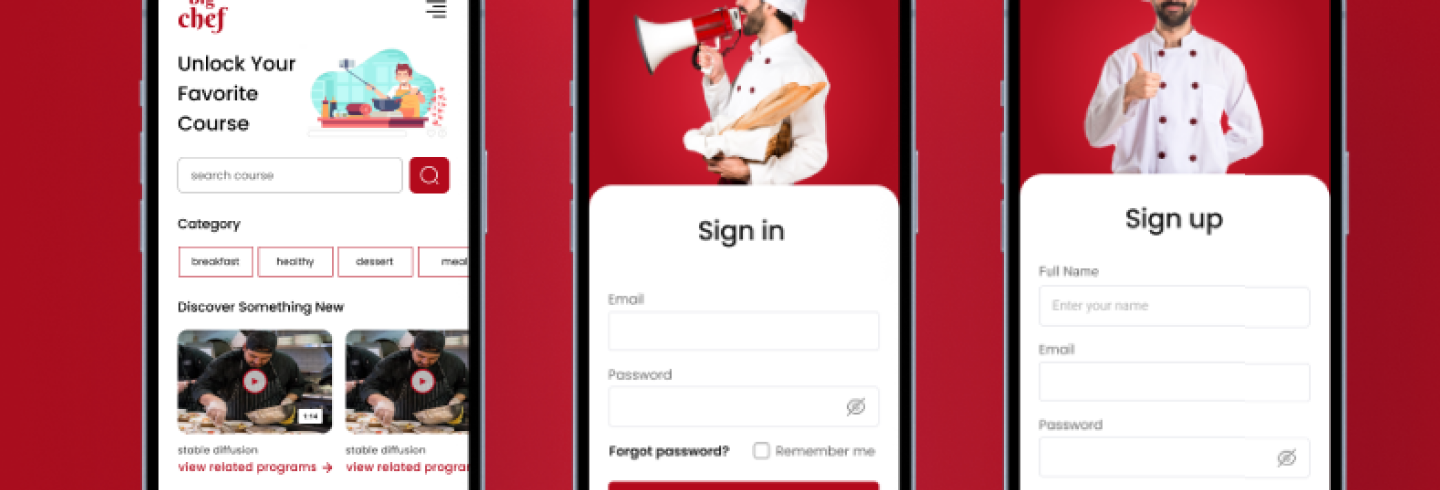 big
chef
Unlock Your
Favorite
Course
search course
Category
breakfast healthy dessert meal
Discover Something New
1:14
stable diffusion stable diffusion
view related programs → view related progra
Sign in
Email
Password
Forgot password? Remember me
Sign up
Full Name
Enter your name
Email
Password